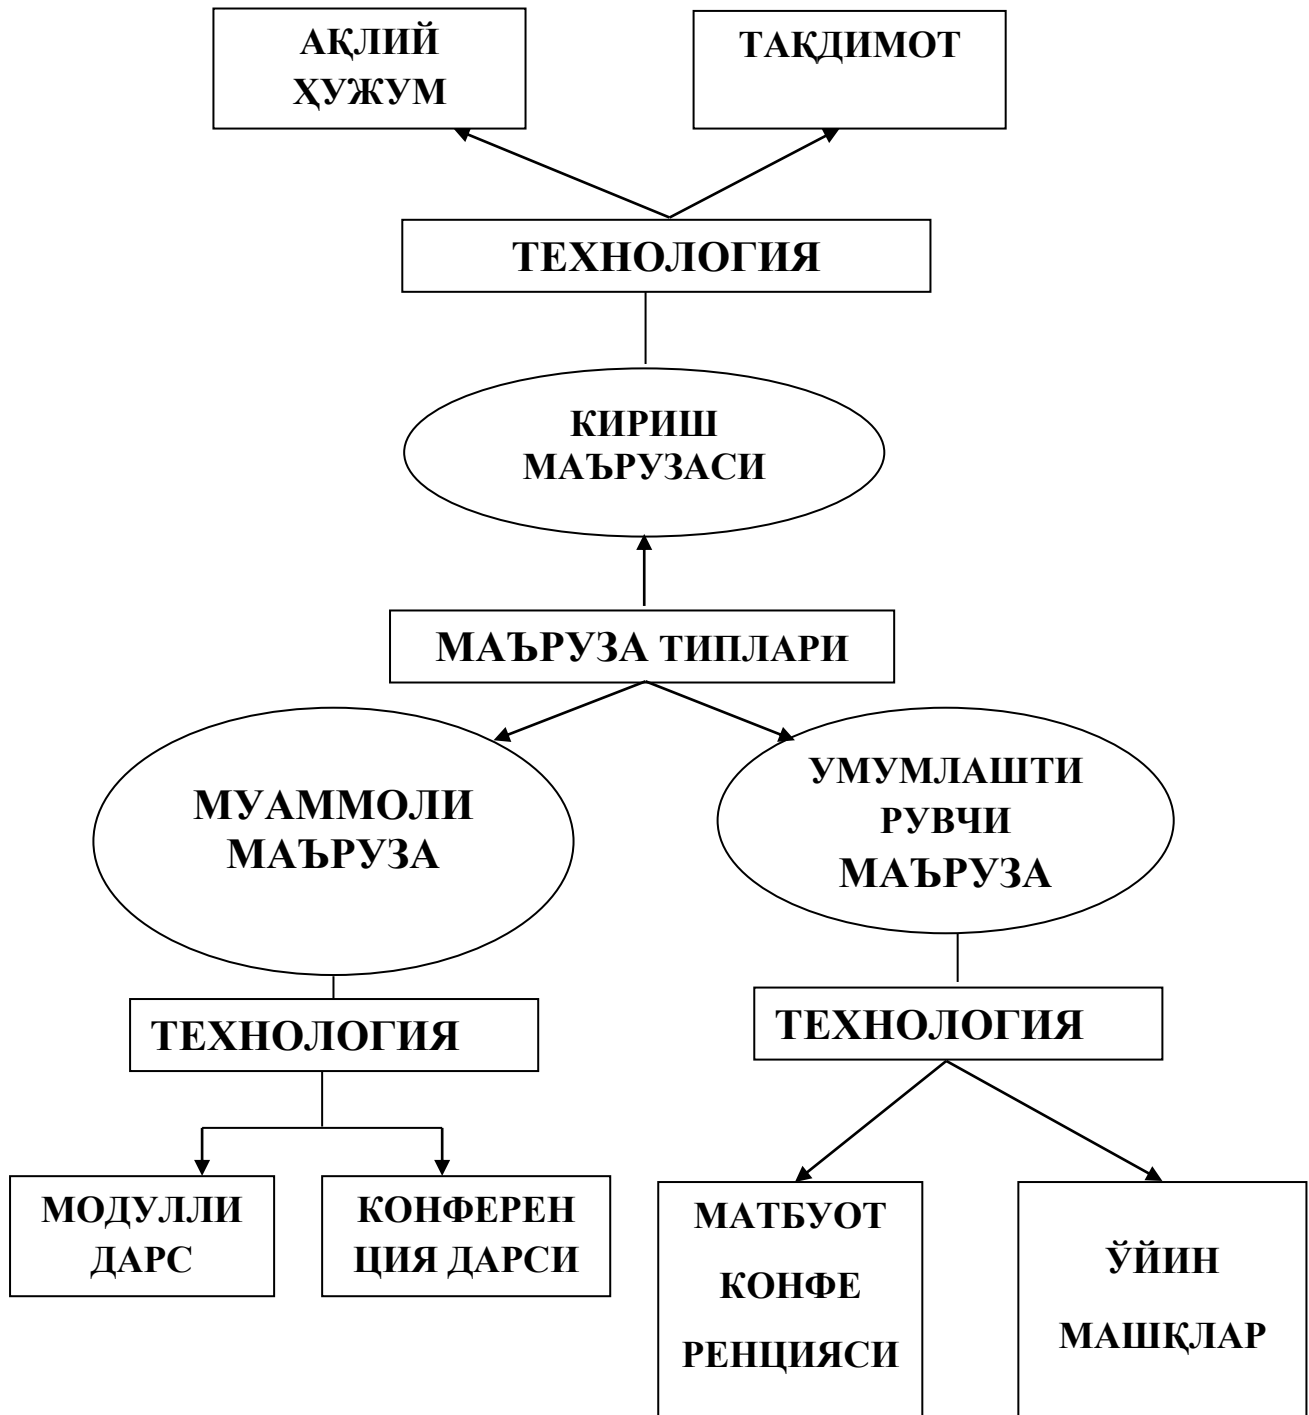 АҚЛИЙ
ҲУЖУМ
ТАҚДИМОТ
ТЕХНОЛОГИЯ
КИРИШ
МАЪРУЗАСИ
МАЪРУЗА ТИПЛАРИ
МУАММОЛИ
МАЪРУЗА
УМУМЛАШТИ
РУВЧИ
МАЪРУЗА
ТЕХНОЛОГИЯ
ТЕХНОЛОГИЯ
МОДУЛЛИ
ДАРС
КОНФЕРЕН
ЦИЯ ДАРСИ
МАТБУОТ
КОНФЕ
РЕНЦИЯСИ
ЎЙИН
МАШҚЛАР